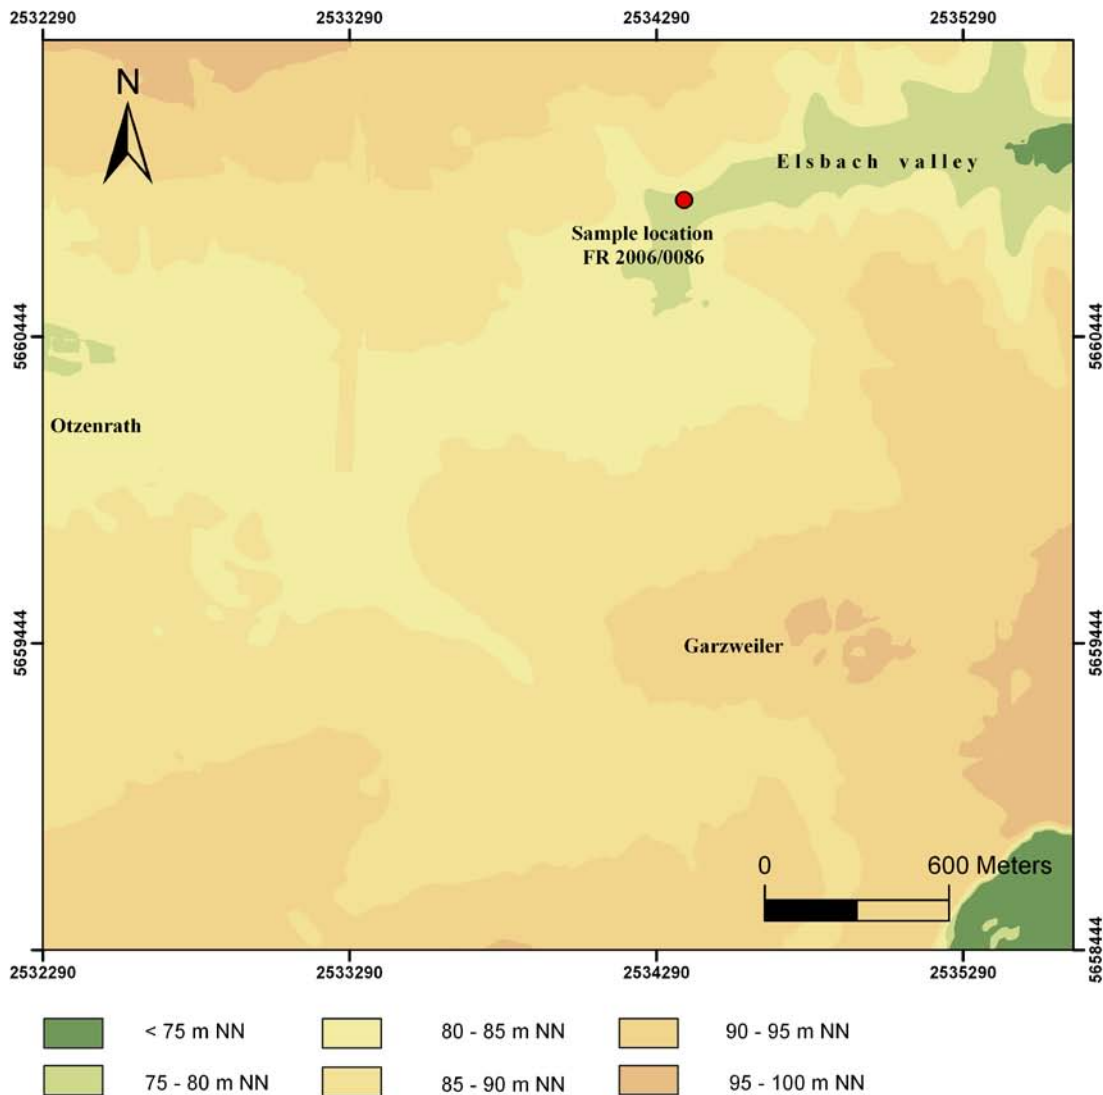 2532290 2533290 2534290 2535290
N
Elsbach valley
Sample location
FR 2006/0086
5660444 5660444
Otzenrath
5659444 5659444
Garzweiler
0 600 Meters
5658444
2532290 2533290 2534290 2535290
< 75 m NN 80 - 85 m NN 90 - 95 m NN
75 - 80 m NN 85 - 90 m NN 95 - 100 m NN